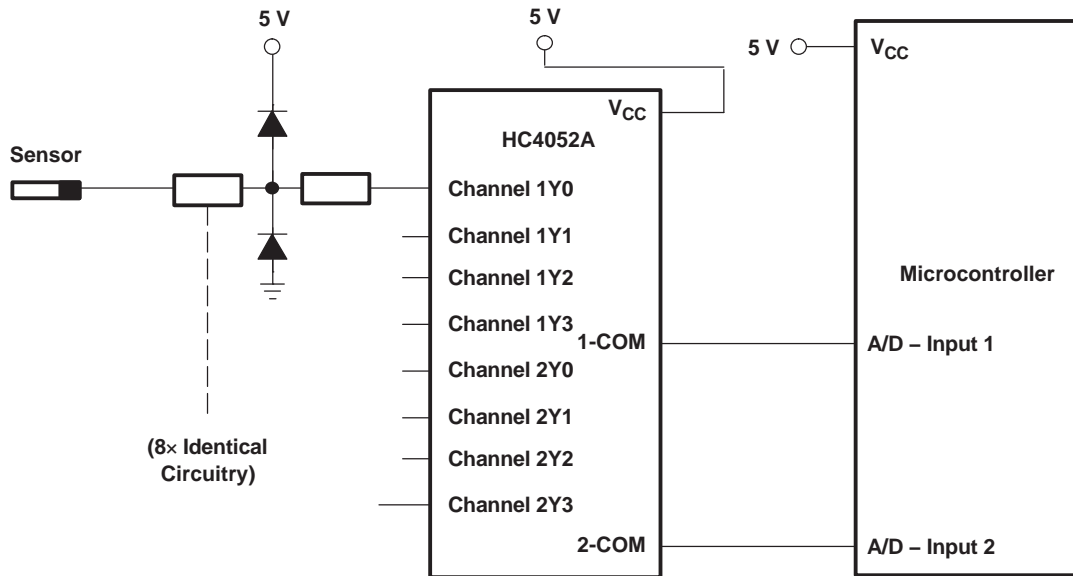 5 V
5 V
5 V
VCC
VCC
HC4052A
Sensor
Channel 1Y0
Channel 1Y1
Channel 1Y2
Channel 1Y3
Channel 2Y0
Channel 2Y1
Channel 2Y2
Channel 2Y3
1-COM
2-COM
Microcontroller
A/D – Input 1
A/D – Input 2
(8× Identical
Circuitry)